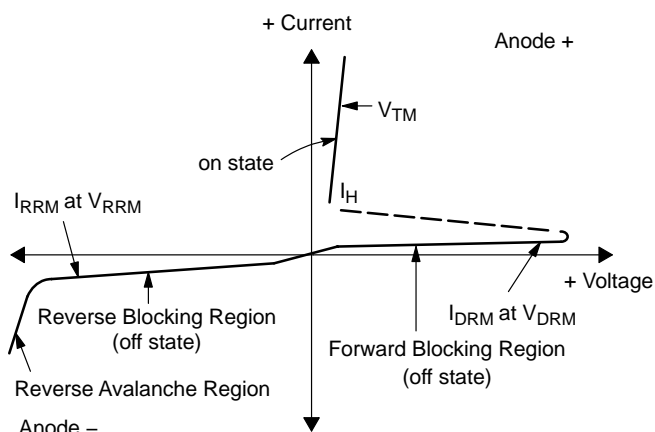 + Current
Anode +
VTM
on state
IH
IRRM at VRRM
+ Voltage
IDRM at VDRM
Reverse Blocking Region
(off state)
Forward Blocking Region
(off state)
Reverse Avalanche Region
Anode −